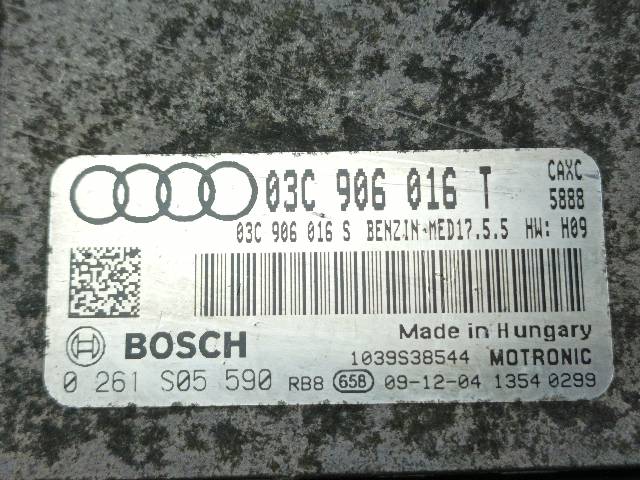 03C 906 016 T CAXC
5888
03C 906 016 S BENZIN-MED17.5.5 HW: H09
BOSCH Made in Hungary
1039S38544 MOTRONIC
0 261 S05 590 RB8 658 09-12-04 1354 0299